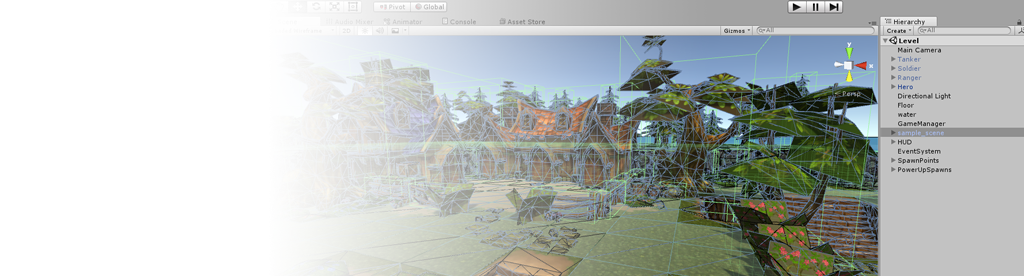 Pivot Global
Audio Mixer Animator Console Asset Store
Gizmos All
Persp
y
x
Hierarchy
Create All
Level
Main Camera
Tanker
Soldier
Ranger
Hero
Directional Light
Floor
water
GameManager
sample_scene
HUD
EventSystem
SpawnPoints
PowerUpSpawns